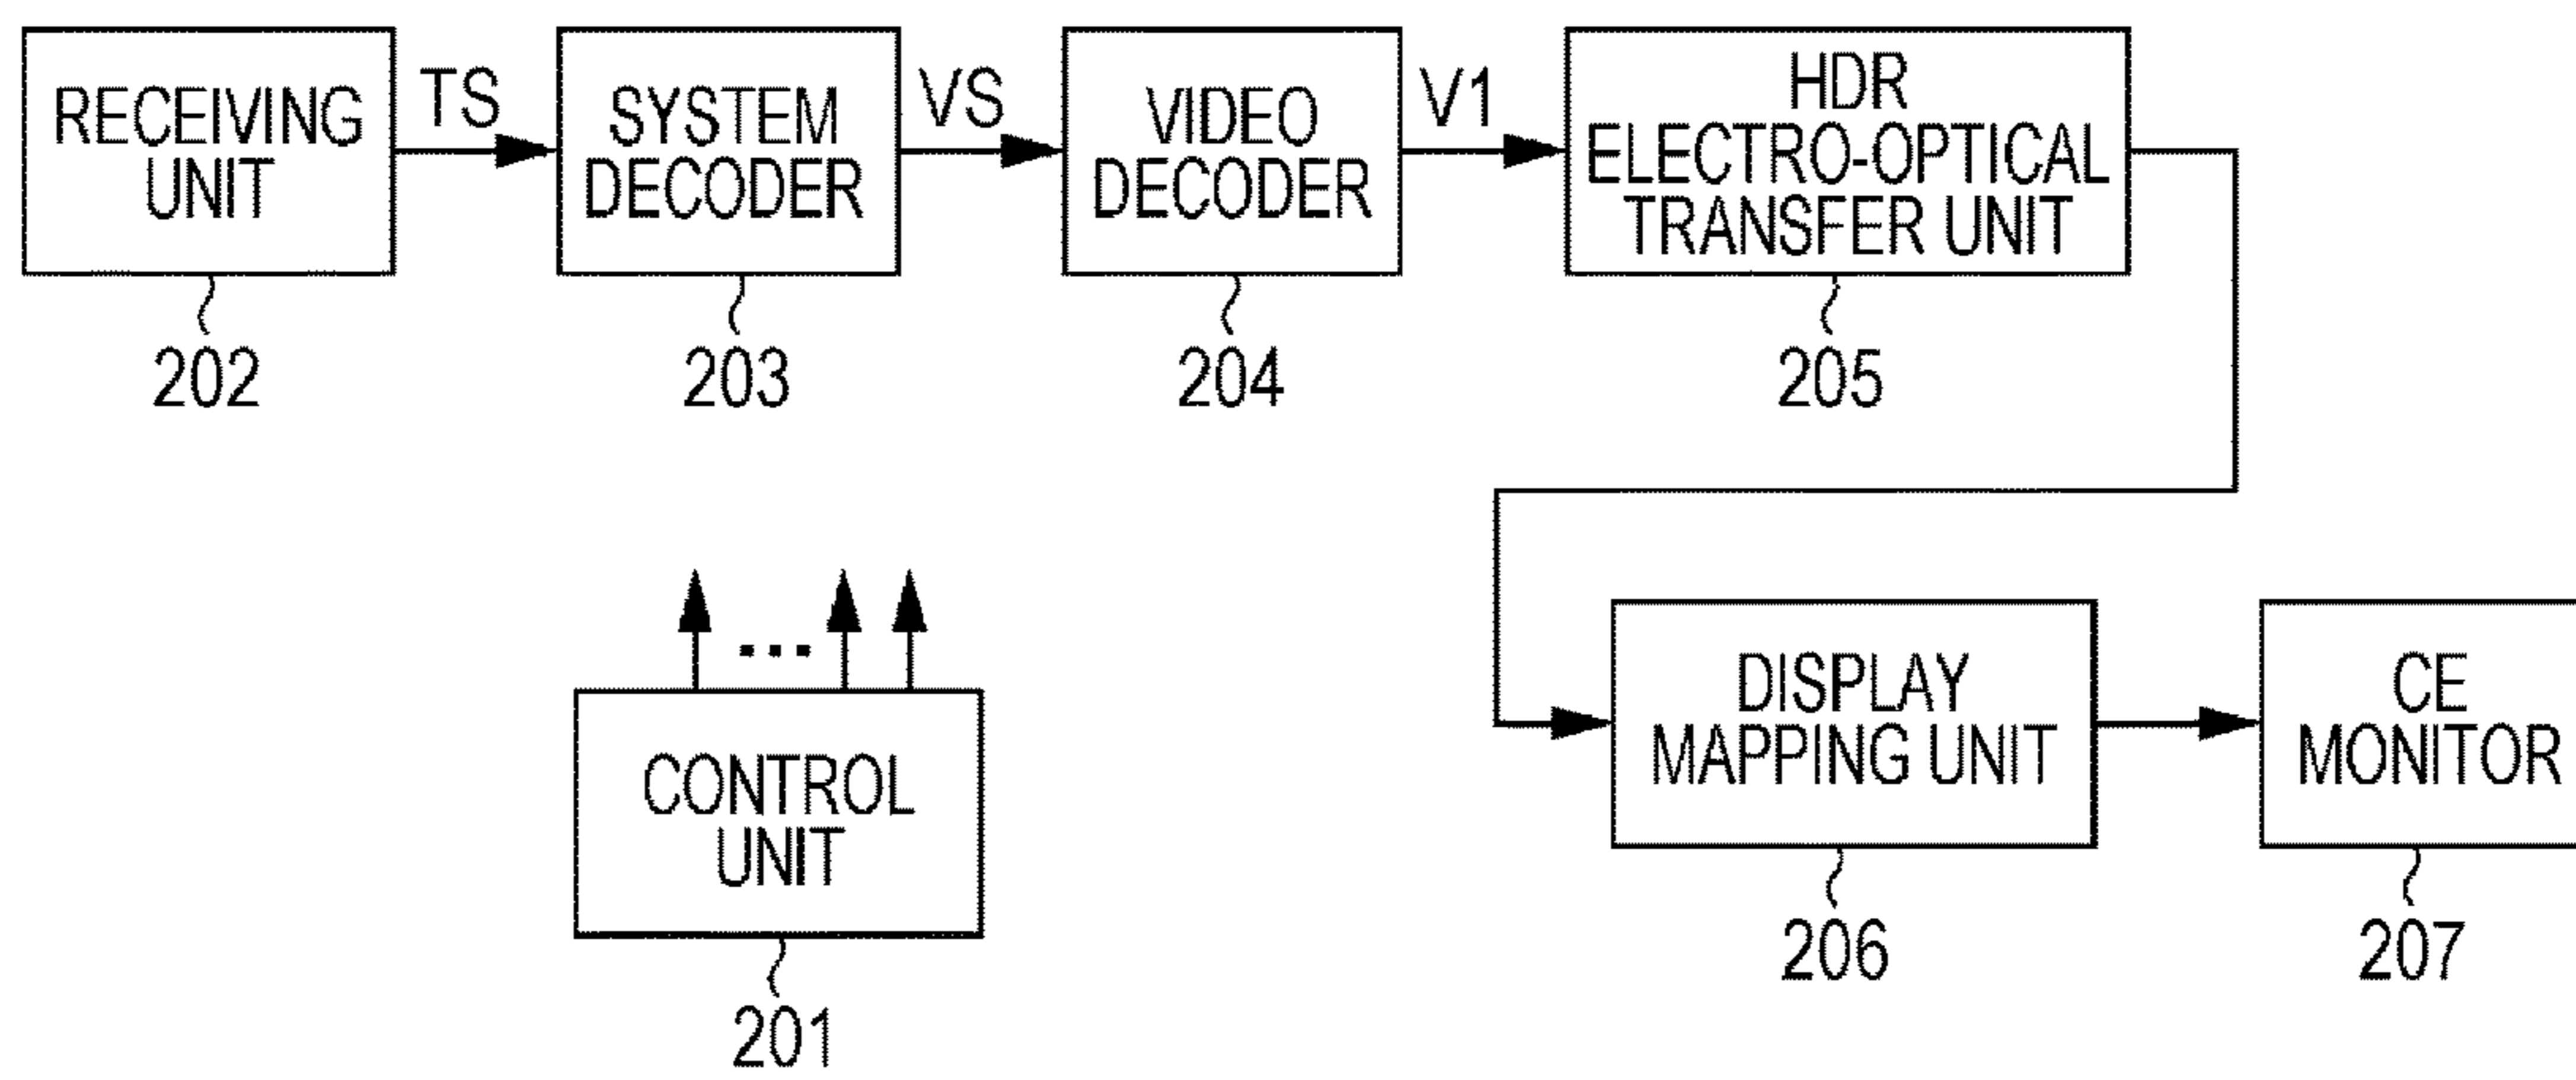 RECEIVING
UNIT
TS
SYSTEM
DECODER
VS
VIDEO
DECODER
V1
HDR
ELECTRO-OPTICAL
TRANSFER UNIT
202
203
204
205
...
CONTROL
UNIT
201
DISPLAY
MAPPING UNIT
206
CE
MONITOR
207